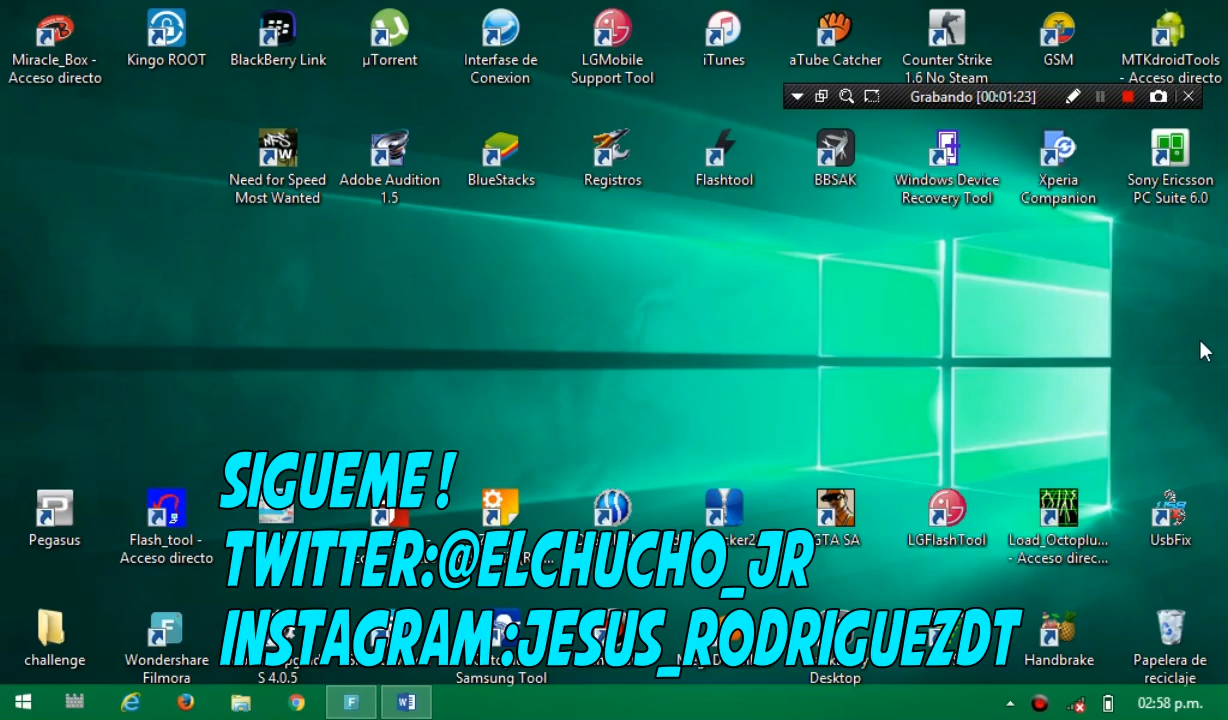 Miracle_Box - Acceso directo
Kingo ROOT
BlackBerry Link
µTorrent
Interfase de Conexion
LGMobile Support Tool
iTunes
aTube Catcher
Counter Strike 1.6 No Steam
GSM
MTKdroidTools - Acceso directo
Grabando [00:01:23]
Need for Speed Most Wanted
Adobe Audition 1.5
BlueStacks
Registros
Flashtool
BBSAK
Windows Device Recovery Tool
Xperia Companion
Sony Ericsson PC Suite 6.0
SIGUEME!
TWITTER:@ELCHUCHO_JR
INSTAGRAM:JESUS_RODRIGUEZDT
Pegasus
Flash_tool - Acceso directo
GTA SA
LGFlashTool
Load_Octoplu... - Acceso direc...
UsbFix
challenge
Wondershare Filmora
S 4.0.5
Samsung Tool
Desktop
Handbrake
Papelera de reciclaje
02:58 p.m.